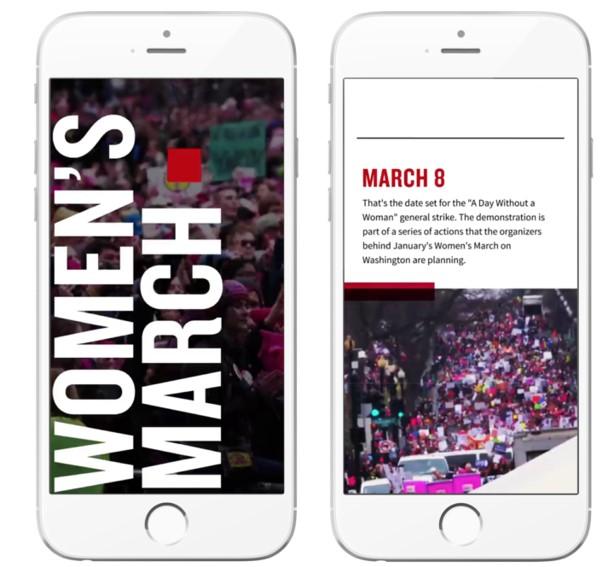 WOMEN'S
MARCH
MARCH 8
That's the date set for the "A Day Without a
Woman" general strike. The demonstration is
part of a series of actions that the organizers
behind January's Women's March on
Washington are planning.